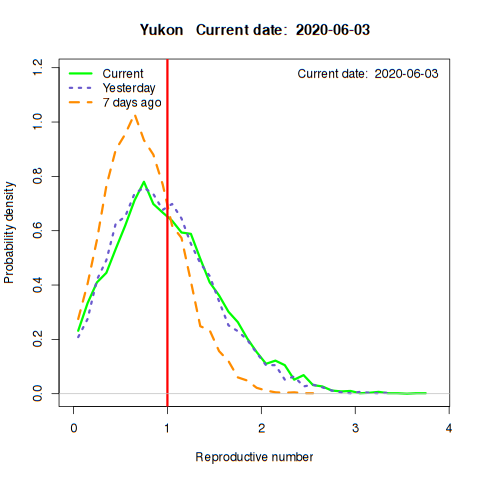 Yukon Current date: 2020-06-03
Current date: 2020-06-03
Current
Yesterday
7 days ago
Probability density
1.2
1.0
0.8
0.6
0.4
0.2
0.0
0 1 2 3 4
Reproductive number